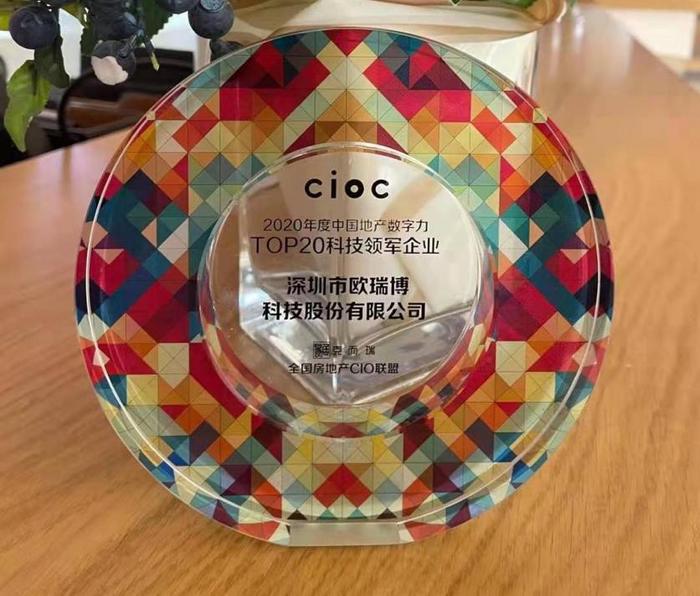 cioc
2020年度中国地产数字力
TOP20科技领军企业
深圳市欧瑞博
科技股份有限公司
全国房地产CIO联盟